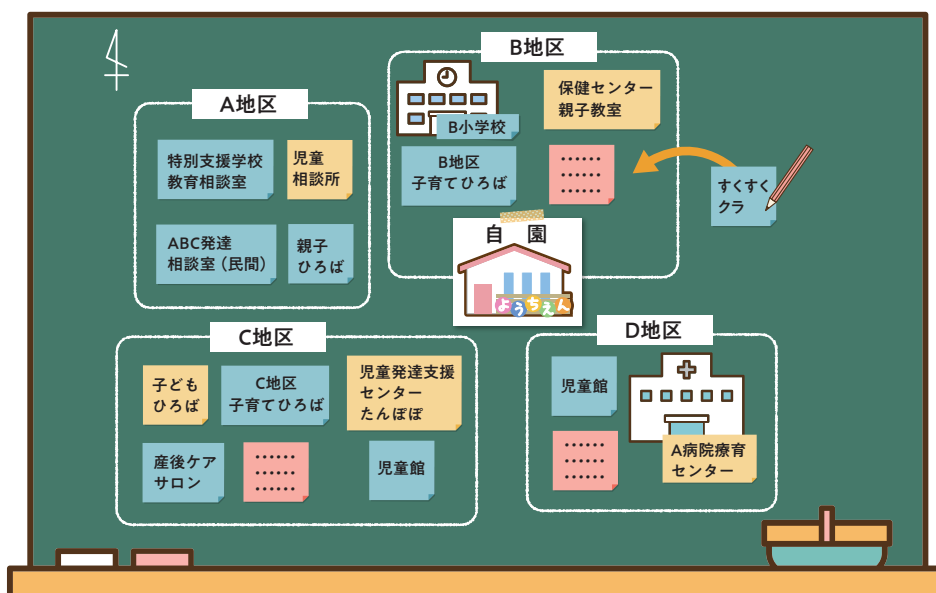 A地区
特別支援学校
教育相談室
児童
相談所
ABC発達
相談室（民間）
親子
ひろば
B地区
B小学校
保健センター
親子教室
B地区
子育てひろば
……
……
……
すくすく
クラ
自　園
ようちえん
C地区
子ども
ひろば
C地区
子育てひろば
児童発達支援
センター
たんぽぽ
産後ケア
サロン
……
……
……
児童館
D地区
児童館
……
……
……
A病院療育
センター